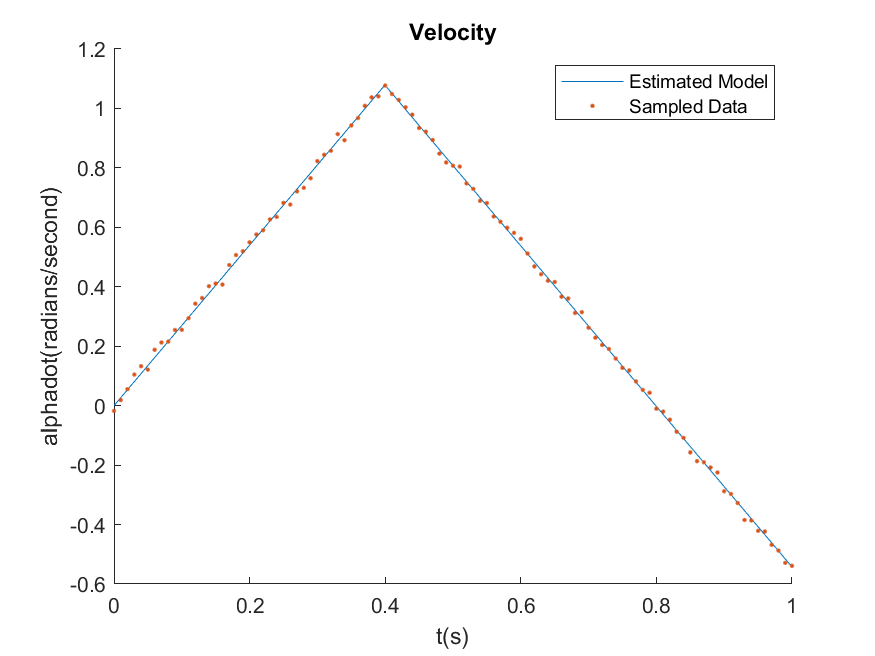 Velocity
Estimated Model
Sampled Data
alphadot(radians/second)
1.2
1
0.8
0.6
0.4
0.2
0
-0.2
-0.4
-0.6
0 0.2 0.4 0.6 0.8 1
t(s)